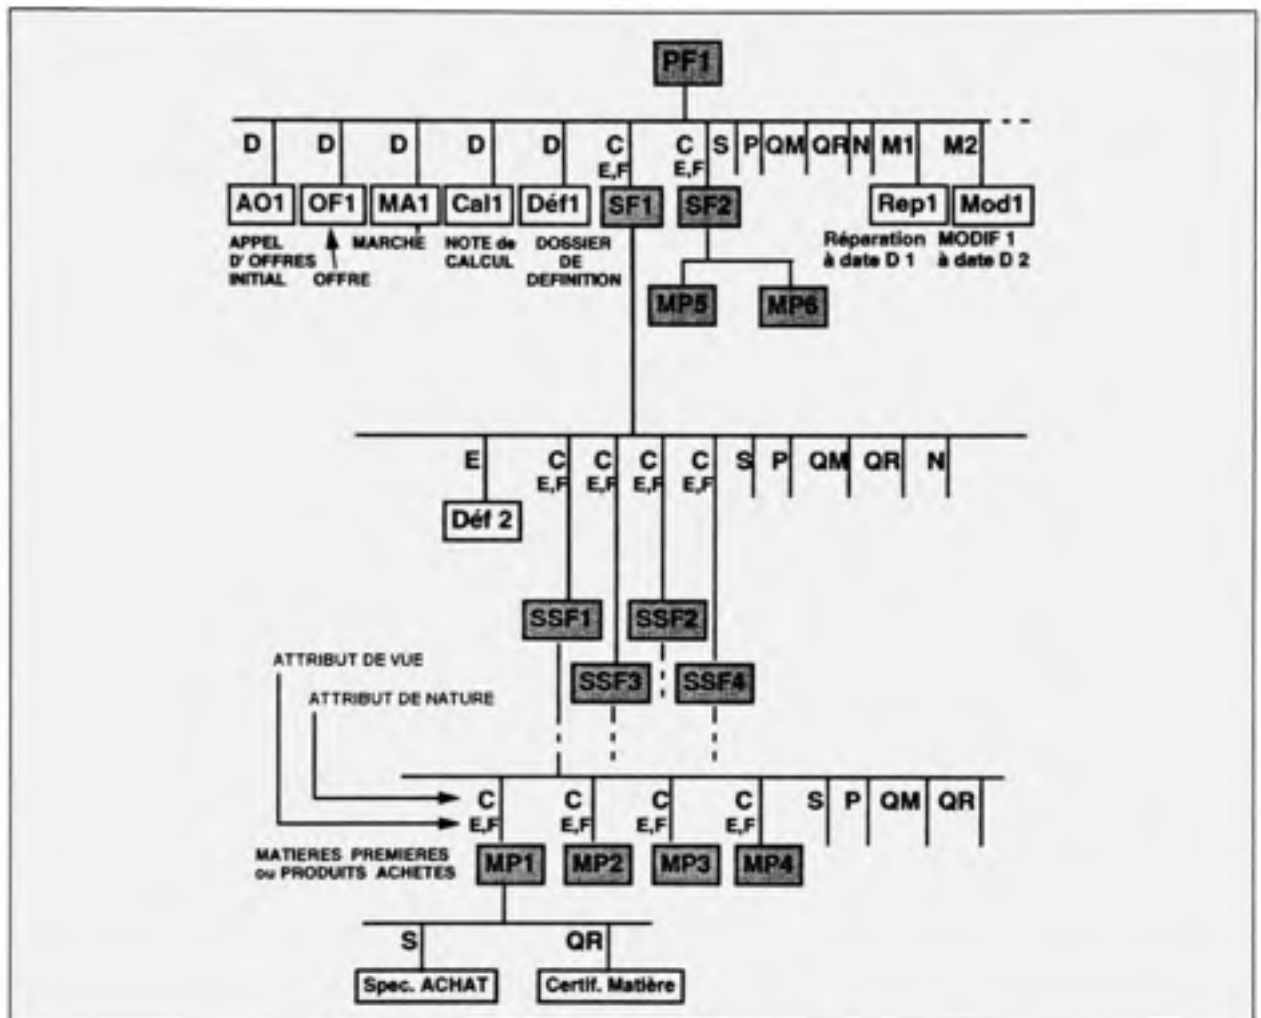 PF1
D D D D D C C S P QM QR N M1 M2
E,F E,F
AO1 OF1 MA1 Cal1 Déf1 SF1 SF2 Rep1 Mod1
APPEL D' OFFRES INITIAL
OFFRE
MARCHE
NOTE de CALCUL
DOSSIER DE DEFINITION
Réparation à date D 1
MODIF 1 à date D 2
MP5 MP6
E C C C C S P QM QR N
E,F E,F E,F E,F
Déf 2
SSF1 SSF2
SSF3 SSF4
ATTRIBUT DE VUE
ATTRIBUT DE NATURE
C C C C S P QM QR
E,F E,F E,F E,F
MATIERES PREMIERES
ou PRODUITS ACHETES
MP1 MP2 MP3 MP4
S QR
Spec. ACHAT Certif. Matière